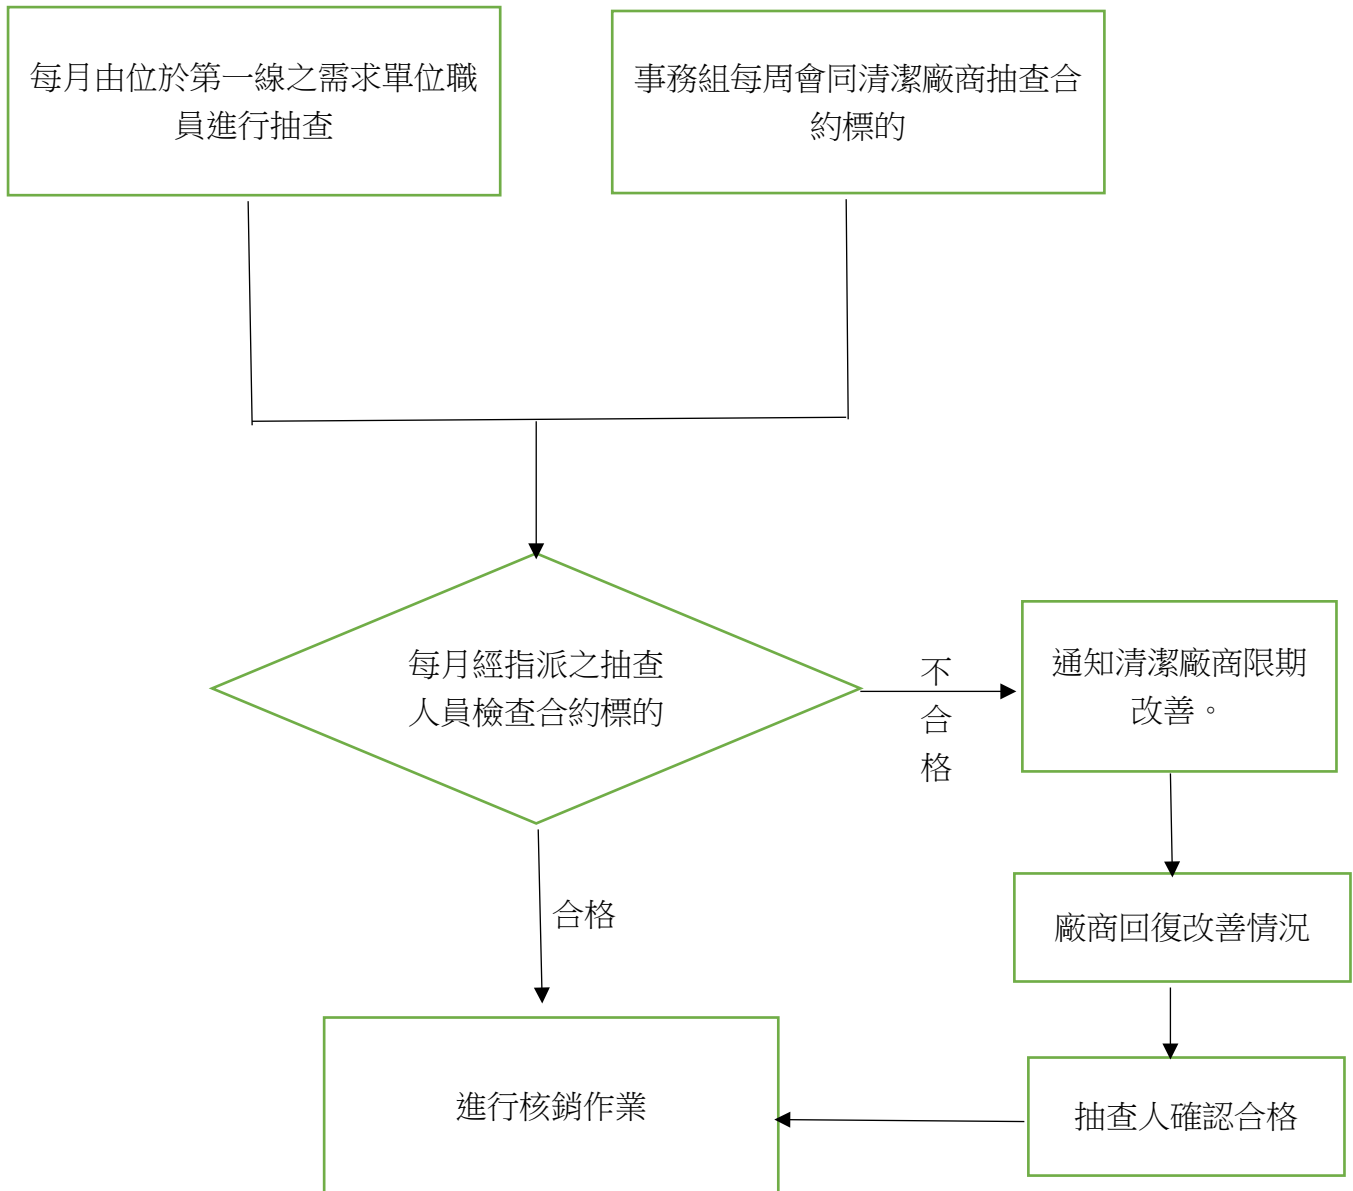 每月由位於第一線之需求單位職
員進行抽查
事務組每周會同清潔廠商抽查合
約標的
每月經指派之抽查
人員檢查合約標的
不
合
格
通知清潔廠商限期
改善。
合格
廠商回復改善情況
進行核銷作業
抽查人確認合格